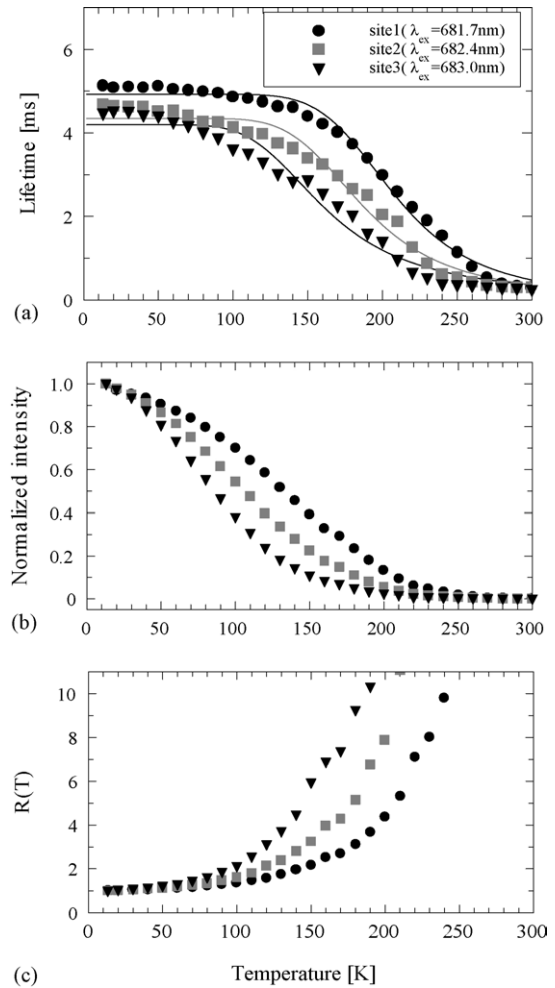 site1(λex=681.7nm)
site2(λex=682.4nm)
site3(λex=683.0nm)
6
4
2
0
Lifetime [ms]
0 50 100 150 200 250 300
(a)
1.0
0.8
0.6
0.4
0.2
0
Normalized intensity
0 50 100 150 200 250 300
(b)
10
8
6
4
2
0
R(T)
0 50 100 150 200 250 300
(c)
Temperature [K]